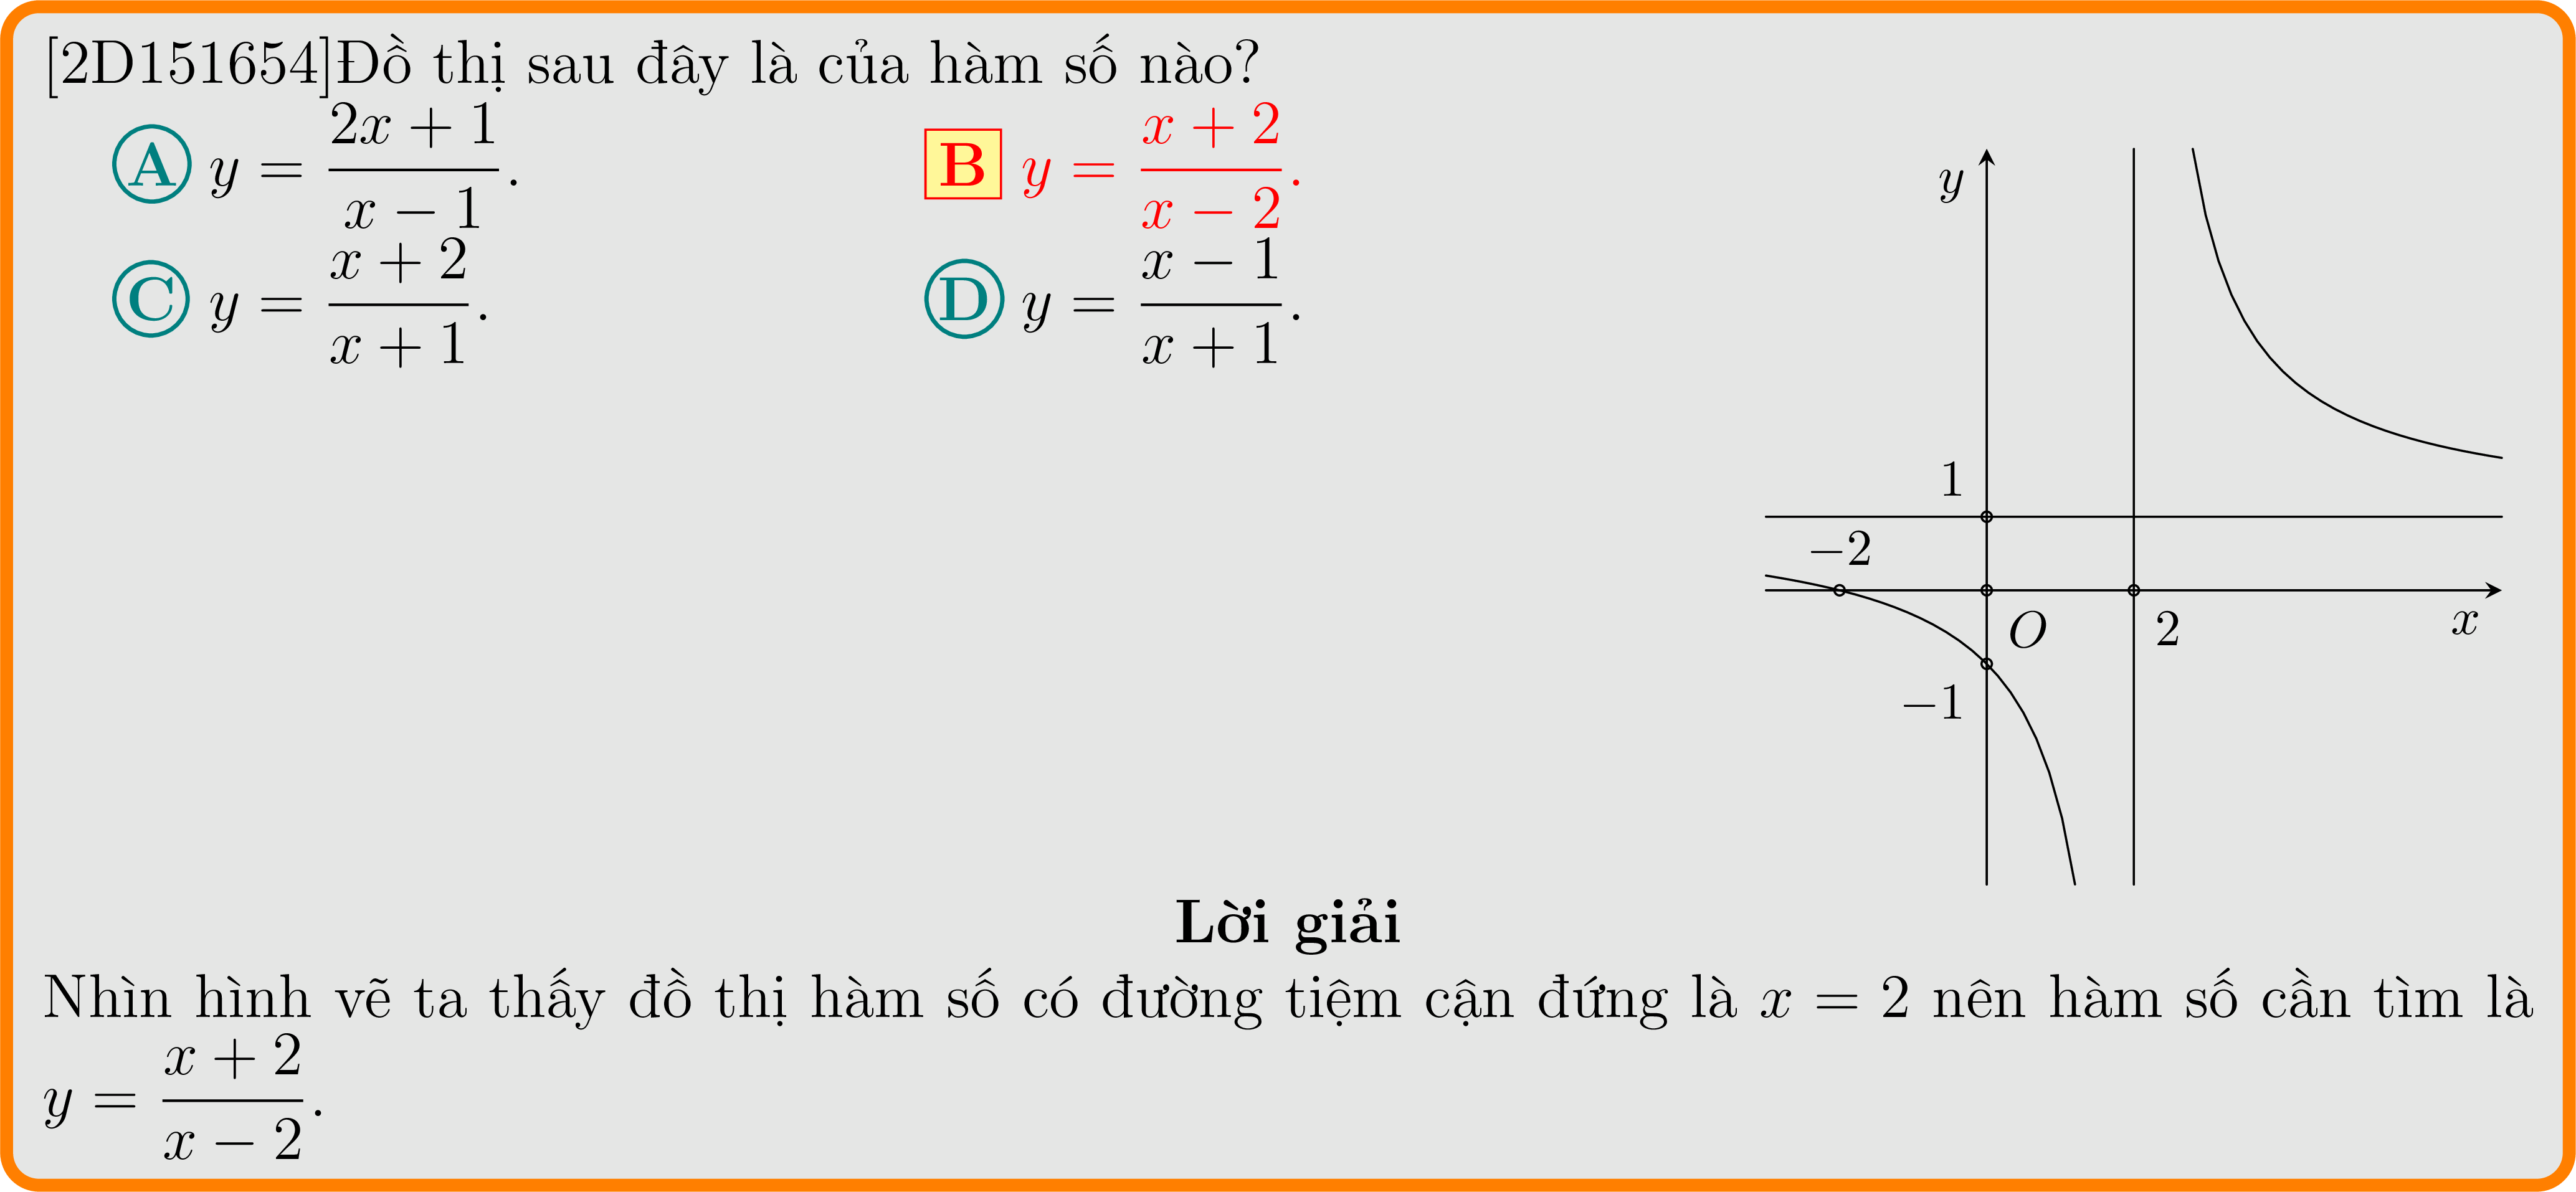 [2D151654]Đồ thị sau đây là của hàm số nào?
A y = \frac{2x + 1}{x − 1}. B y = \frac{x + 2}{x − 2}.
C y = \frac{x + 2}{x + 1}. D y = \frac{x − 1}{x + 1}.
y
1
−2
O
2
x
−1
Lời giải
Nhìn hình vẽ ta thấy đồ thị hàm số có đường tiệm cận đứng là x = 2 nên hàm số cần tìm là
y = \frac{x + 2}{x − 2}.